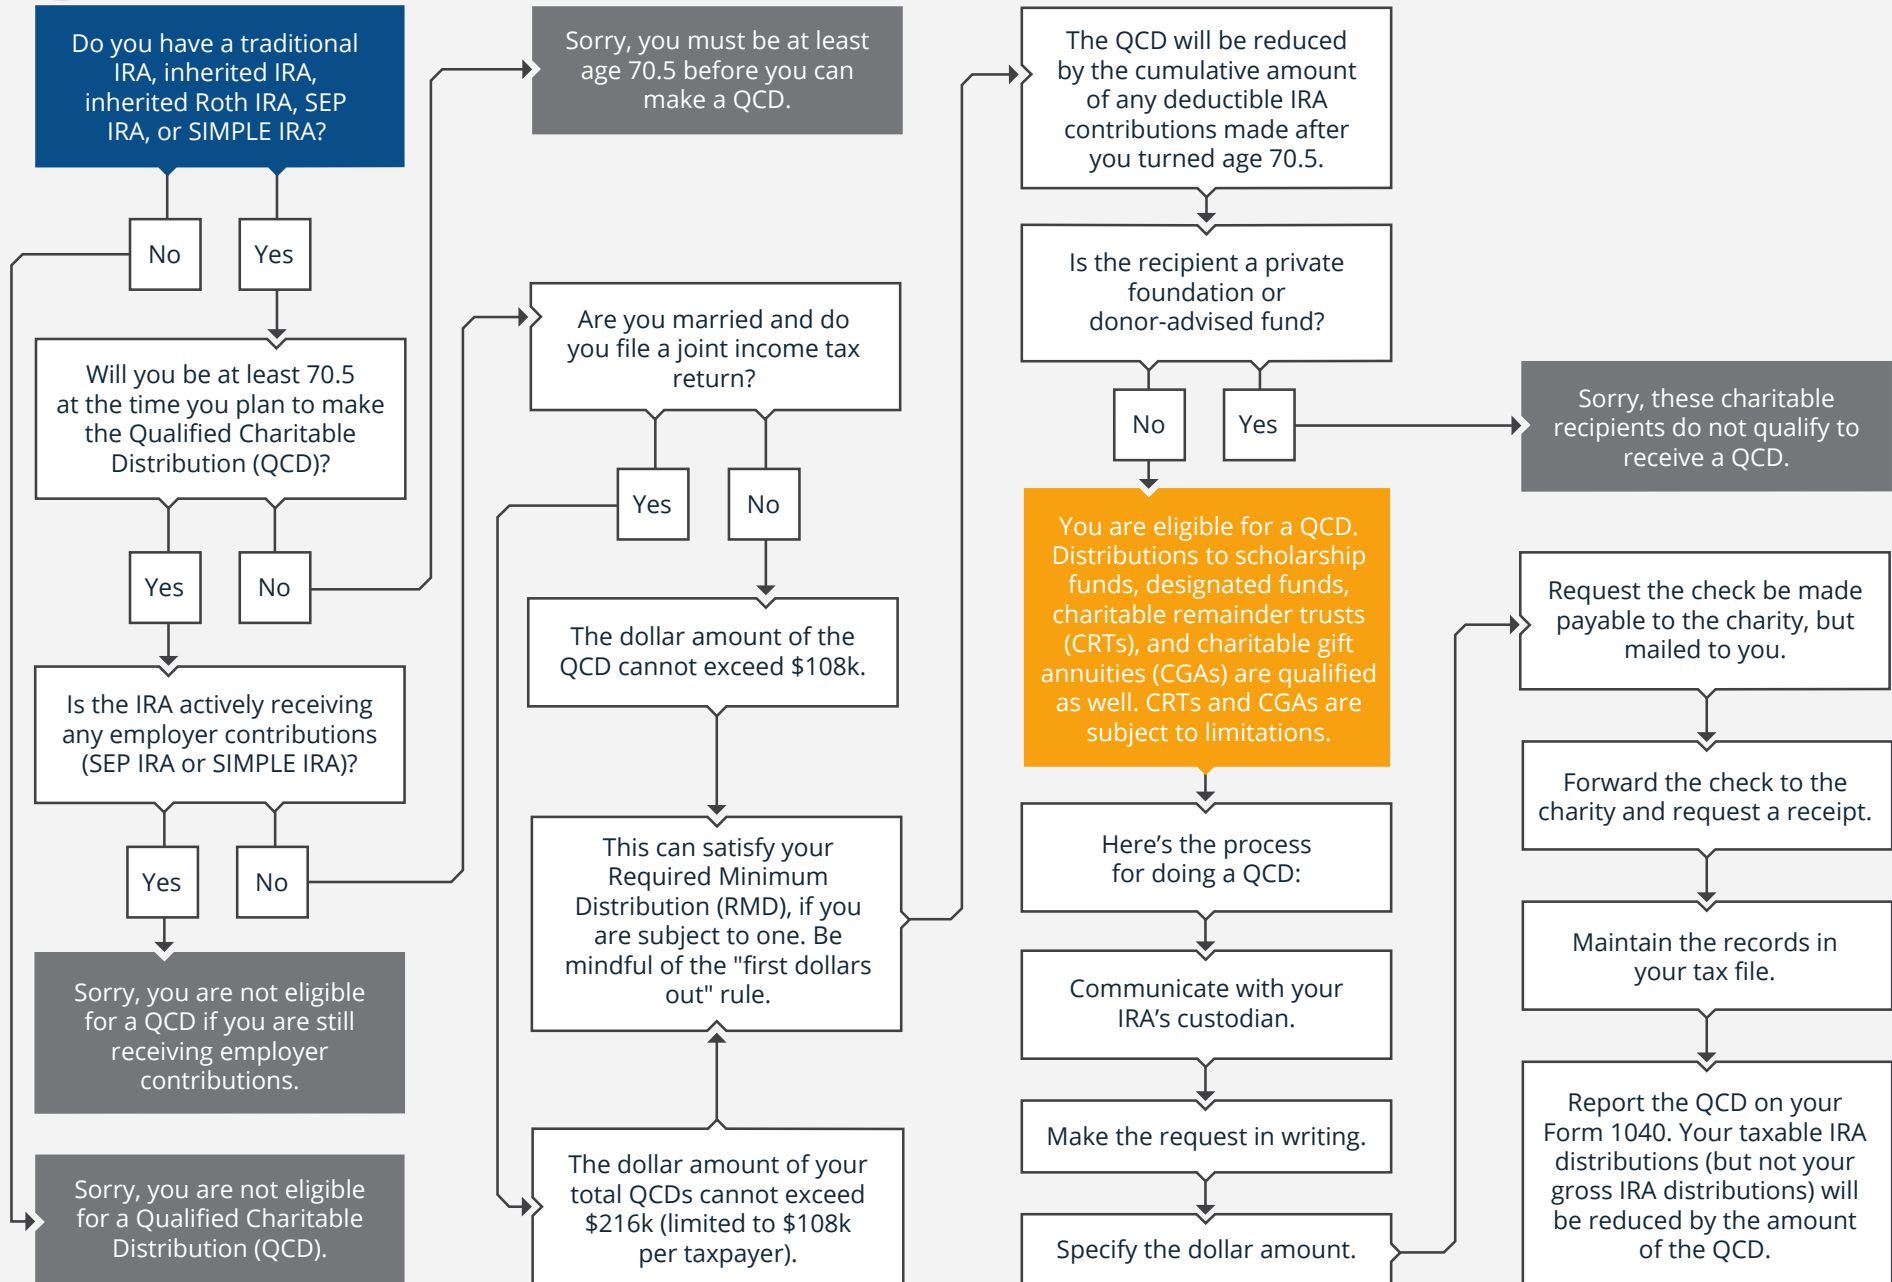 Do you have a traditional
IRA, inherited IRA,
inherited Roth IRA, SEP
IRA, or SIMPLE IRA?
No
Yes
Will you be at least 70.5
at the time you plan to make
the Qualified Charitable
Distribution (QCD)?
Yes
No
Is the IRA actively receiving
any employer contributions
(SEP IRA or SIMPLE IRA)?
Yes
No
Sorry, you are not eligible
for a QCD if you are still
receiving employer
contributions.
Sorry, you are not eligible
for a Qualified Charitable
Distribution (QCD).
Sorry, you must be at least
age 70.5 before you can
make a QCD.
Are you married and do
you file a joint income tax
return?
Yes
No
The dollar amount of the
QCD cannot exceed $108k.
This can satisfy your
Required Minimum
Distribution (RMD), if you
are subject to one. Be
mindful of the "first dollars
out" rule.
The dollar amount of your
total QCDs cannot exceed
$216k (limited to $108k
per taxpayer).
The QCD will be reduced
by the cumulative amount
of any deductible IRA
contributions made after
you turned age 70.5.
Is the recipient a private
foundation or
donor-advised fund?
No
Yes
Sorry, these charitable
recipients do not qualify to
receive a QCD.
You are eligible for a QCD.
Distributions to scholarship
funds, designated funds,
charitable remainder trusts
(CRTs), and charitable gift
annuities (CGAs) are qualified
as well. CRTs and CGAs are
subject to limitations.
Here’s the process
for doing a QCD:
Communicate with your
IRA’s custodian.
Make the request in writing.
Specify the dollar amount.
Request the check be made
payable to the charity, but
mailed to you.
Forward the check to the
charity and request a receipt.
Maintain the records in
your tax file.
Report the QCD on your
Form 1040. Your taxable IRA
distributions (but not your
gross IRA distributions) will
be reduced by the amount
of the QCD.